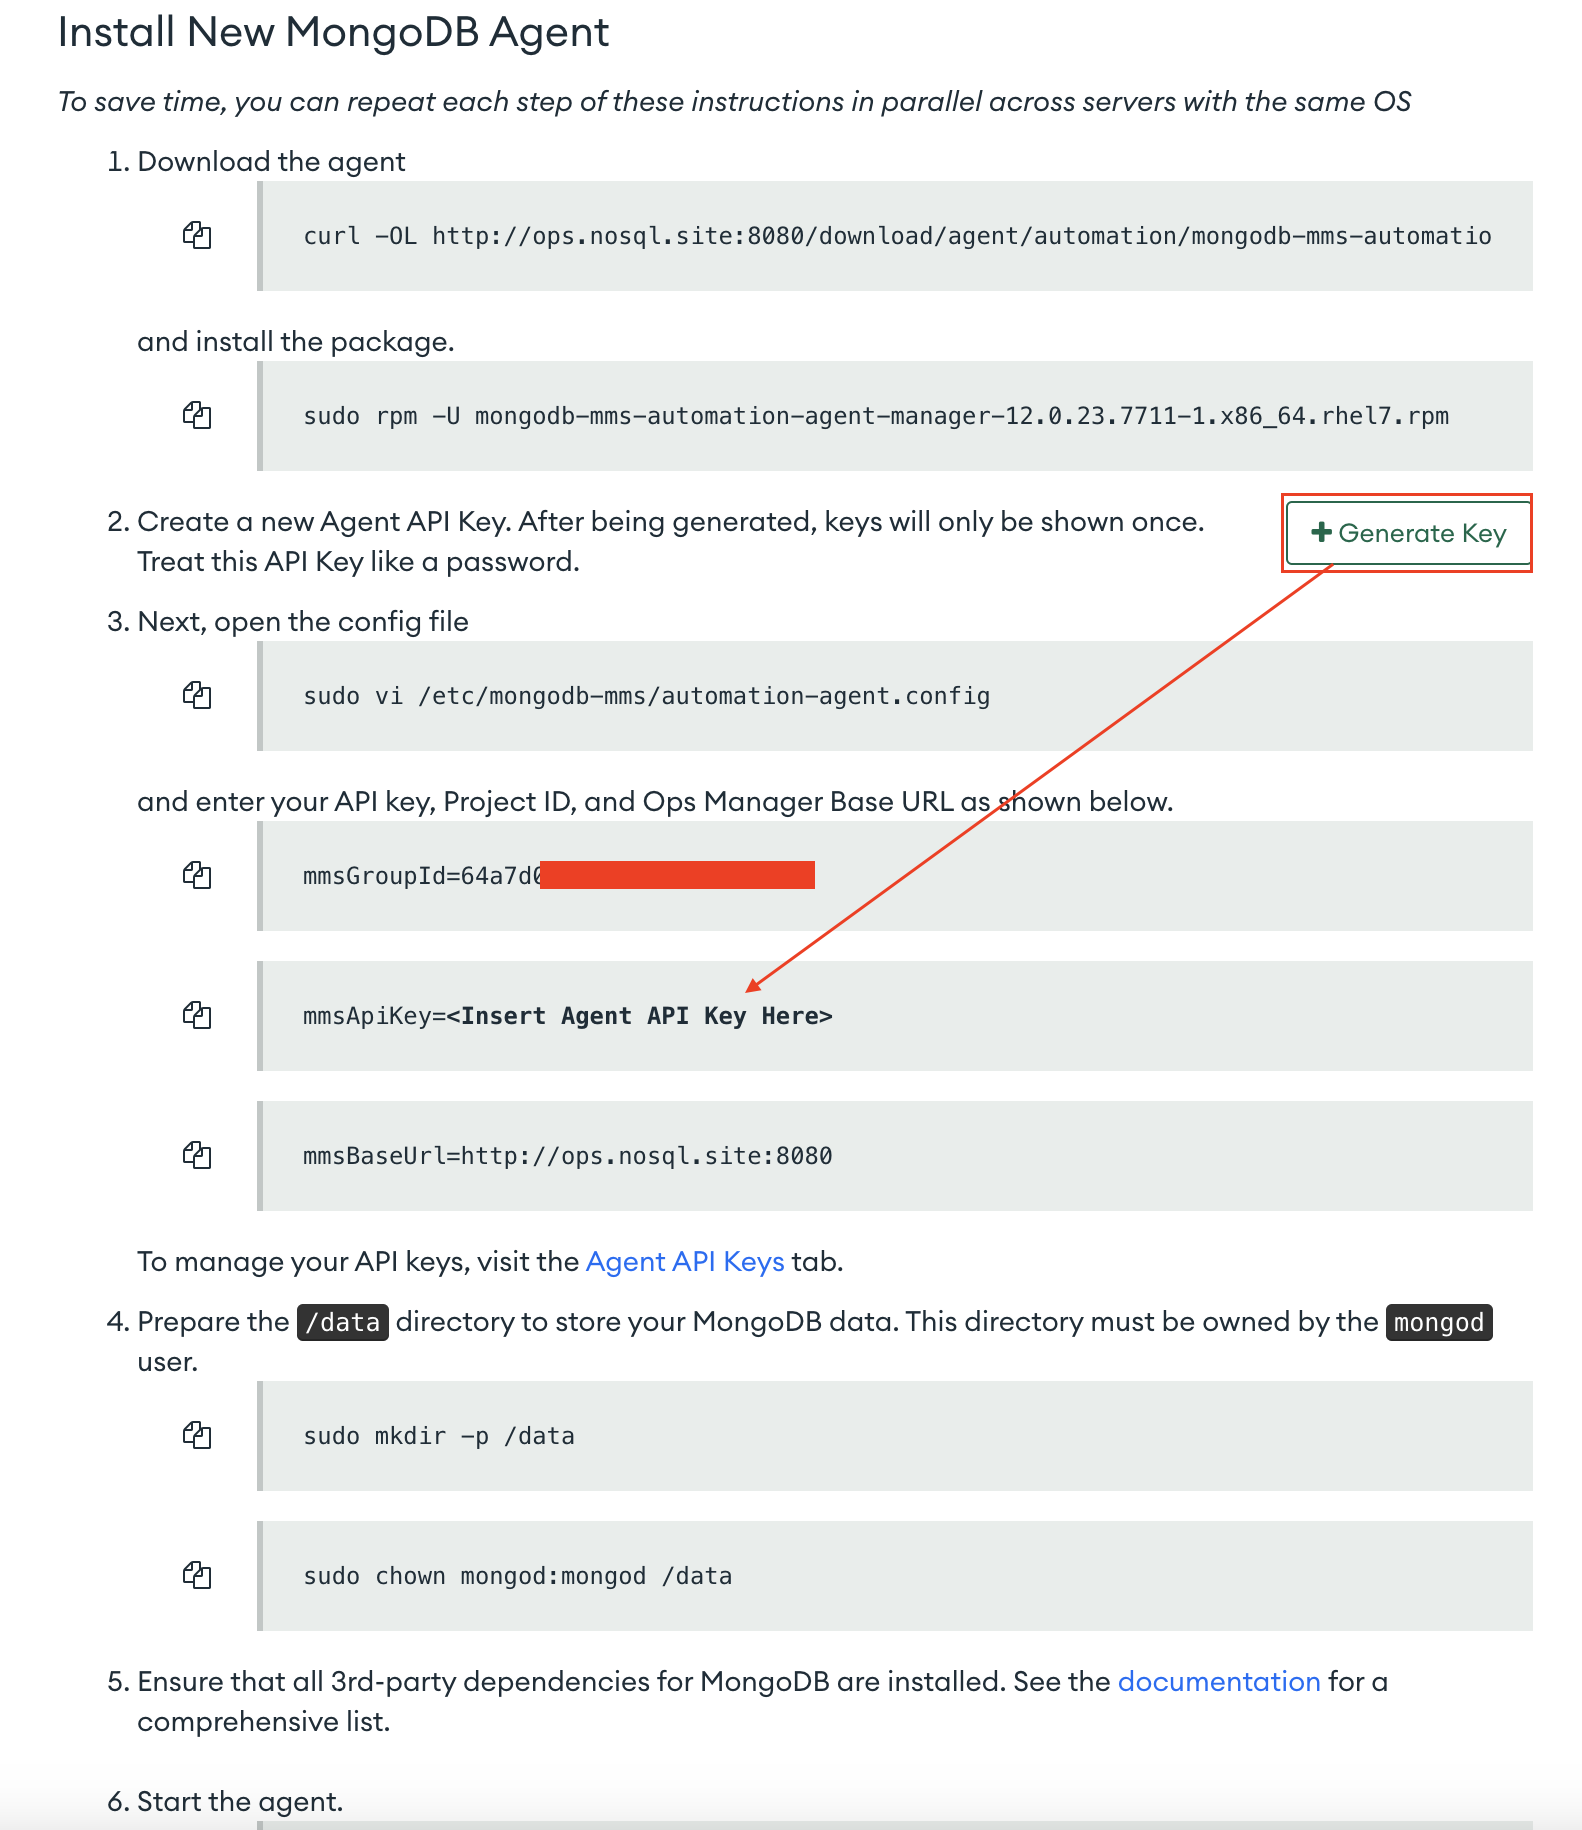 Install New MongoDB Agent
To save time, you can repeat each step of these instructions in parallel across servers with the same OS
1. Download the agent
curl -OL http://ops.nosql.site:8080/download/agent/automation/mongodb-mms-automatio
and install the package.
sudo rpm -U mongodb-mms-automation-agent-manager-12.0.23.7711-1.x86_64.rhel7.rpm
2. Create a new Agent API Key. After being generated, keys will only be shown once.
Treat this API Key like a password.
+ Generate Key
3. Next, open the config file
sudo vi /etc/mongodb-mms/automation-agent.config
and enter your API key, Project ID, and Ops Manager Base URL as shown below.
mmsGroupId=64a7d0
mmsApiKey=<Insert Agent API Key Here>
mmsBaseUrl=http://ops.nosql.site:8080
To manage your API keys, visit the Agent API Keys tab.
4. Prepare the /data directory to store your MongoDB data. This directory must be owned by the mongod
user.
sudo mkdir -p /data
sudo chown mongod:mongod /data
5. Ensure that all 3rd-party dependencies for MongoDB are installed. See the documentation for a
comprehensive list.
6. Start the agent.